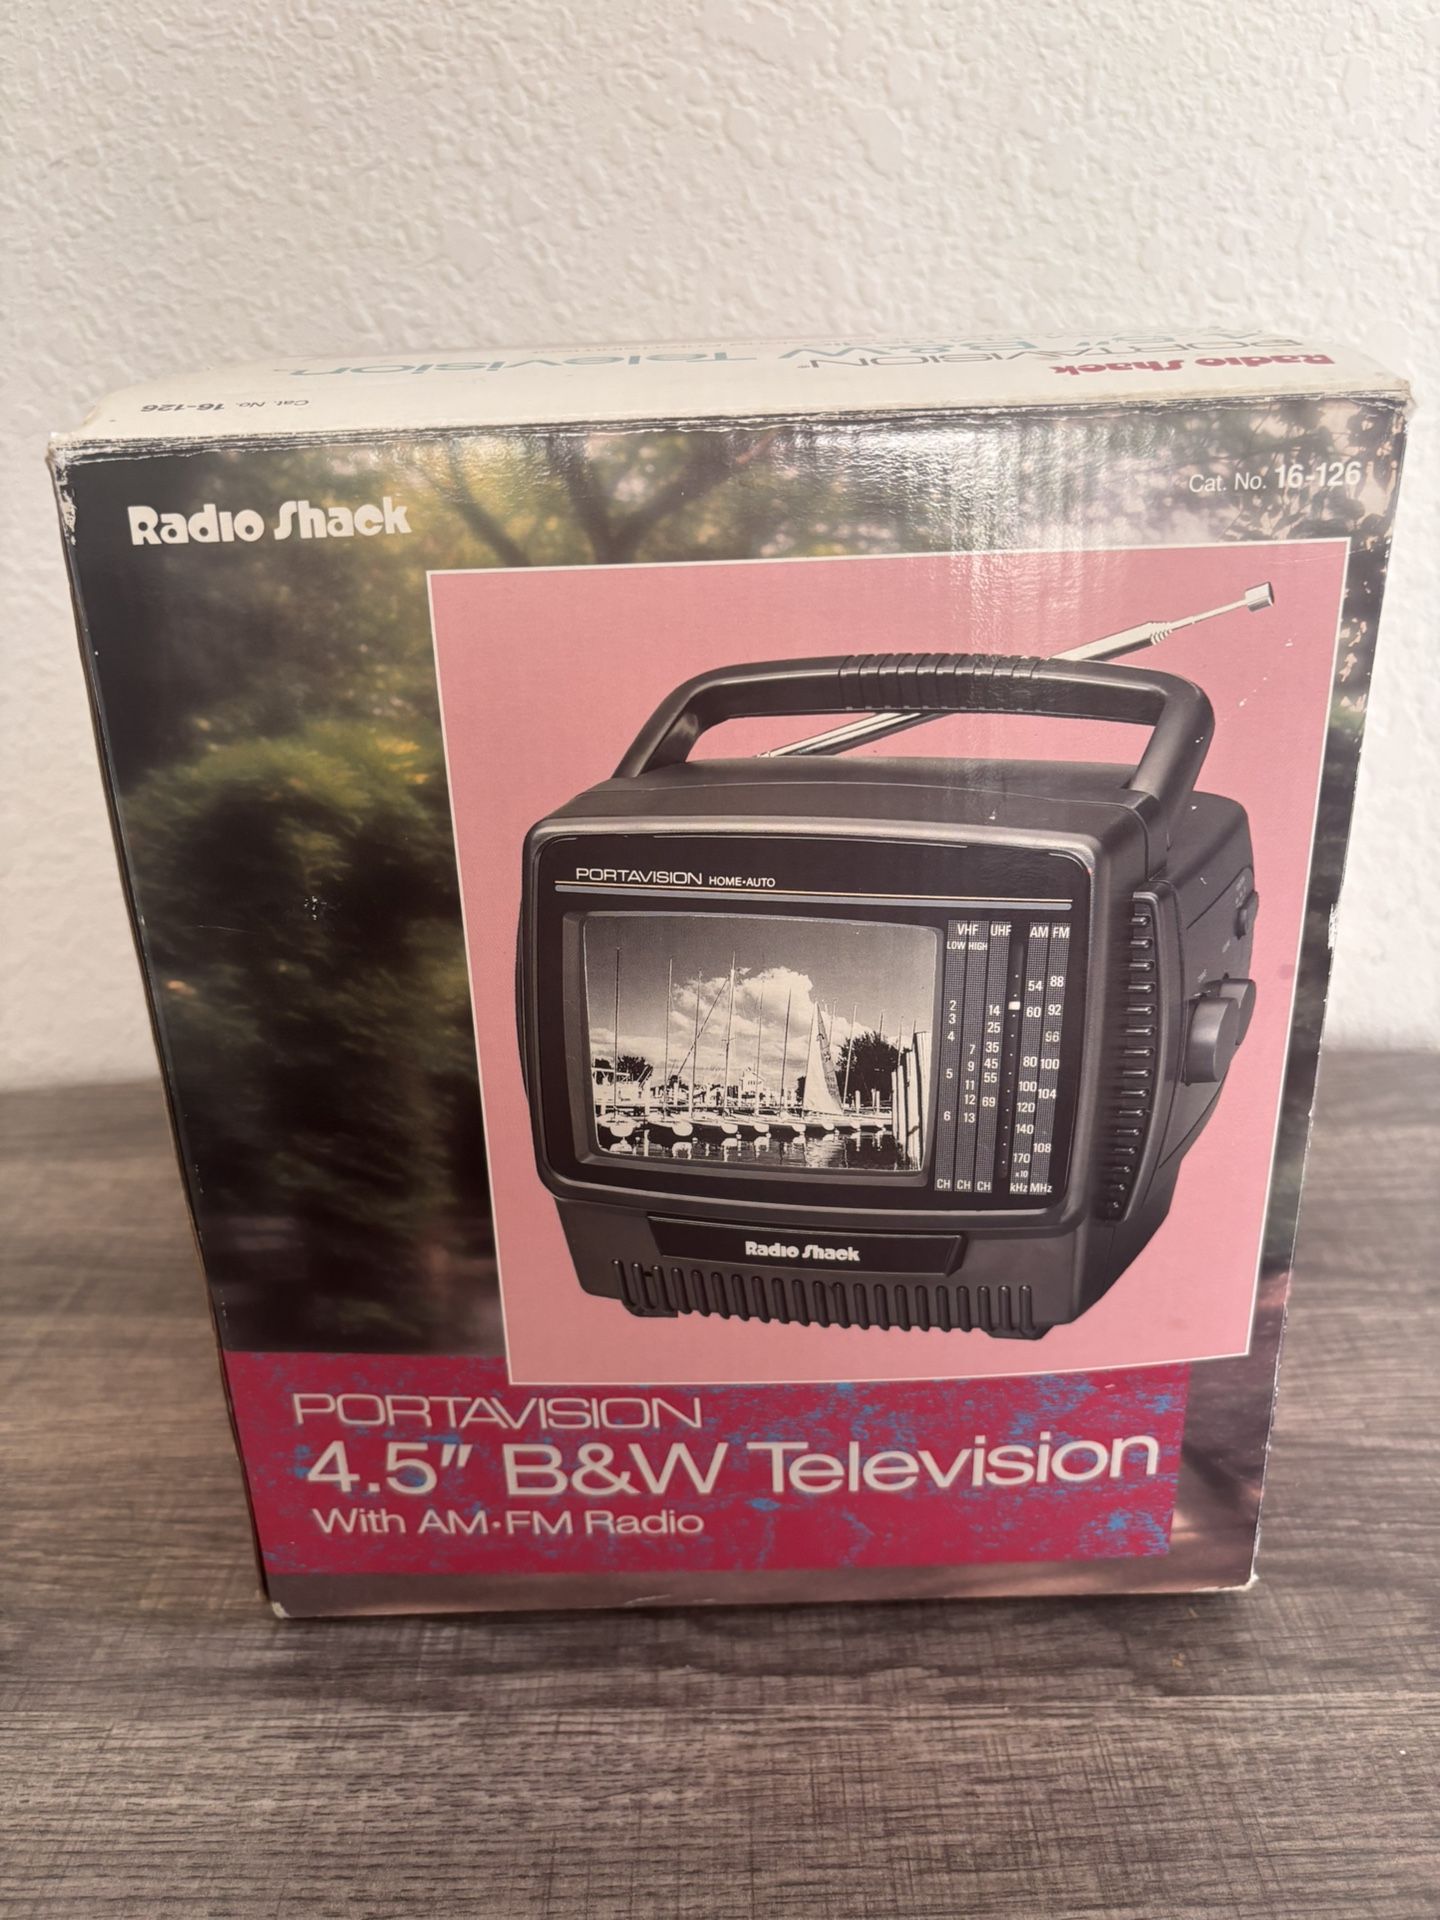 Radio Shack
PORTAVISION
4.5" B&W Television
Cat. No. 16-126
Radio Shack
Cat. No. 16-126
PORTAVISION HOME•AUTO
VHF UHF AM FM
LOW HIGH
54 88
2 14 60 92
3 25
4 35 96
7
9 45 80 100
5 55
11 100 104
12 69 120
6 13
140 108
170
x10
CH CH CH kHz MHz
Radio Shack
PORTAVISION
4.5" B&W Television
With AM•FM Radio